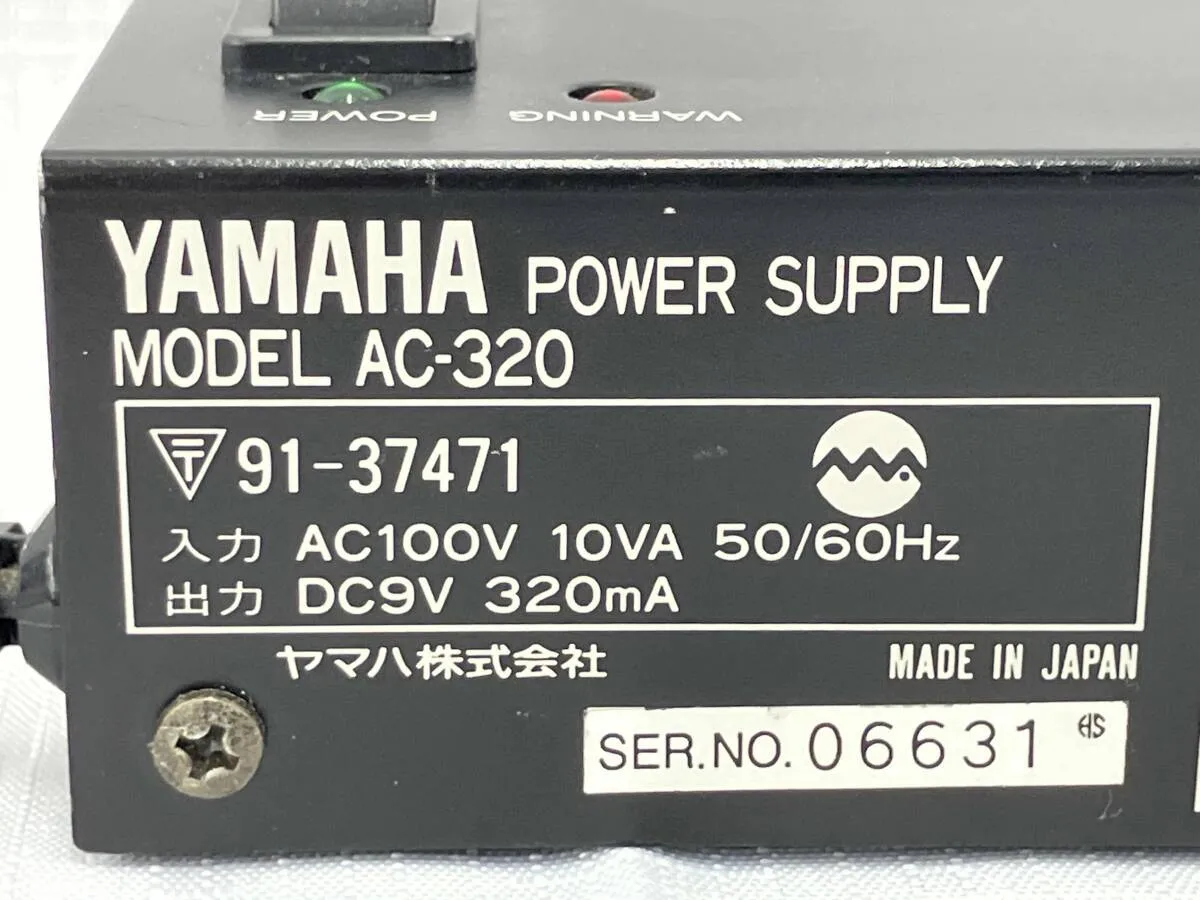 POWER WARNING
YAMAHA POWER SUPPLY
MODEL AC-320
91-37471
入力 AC100V 10VA 50/60Hz
出力 DC9V 320mA
ヤマハ株式会社 MADE IN JAPAN
SER.NO. 06631